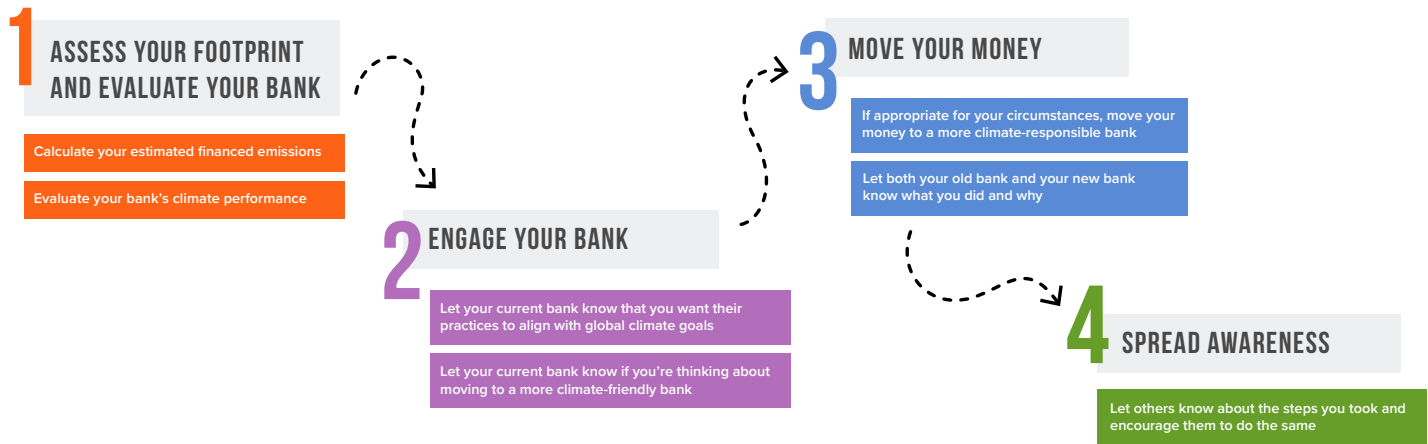 1
ASSESS YOUR FOOTPRINT
AND EVALUATE YOUR BANK
Calculate your estimated financed emissions
Evaluate your bank's climate performance
2
ENGAGE YOUR BANK
Let your current bank know that you want their
practices to align with global climate goals
Let your current bank know if you're thinking about
moving to a more climate-friendly bank
3
MOVE YOUR MONEY
If appropriate for your circumstances, move your
money to a more climate-responsible bank
Let both your old bank and your new bank
know what you did and why
4
SPREAD AWARENESS
Let others know about the steps you took and
encourage them to do the same